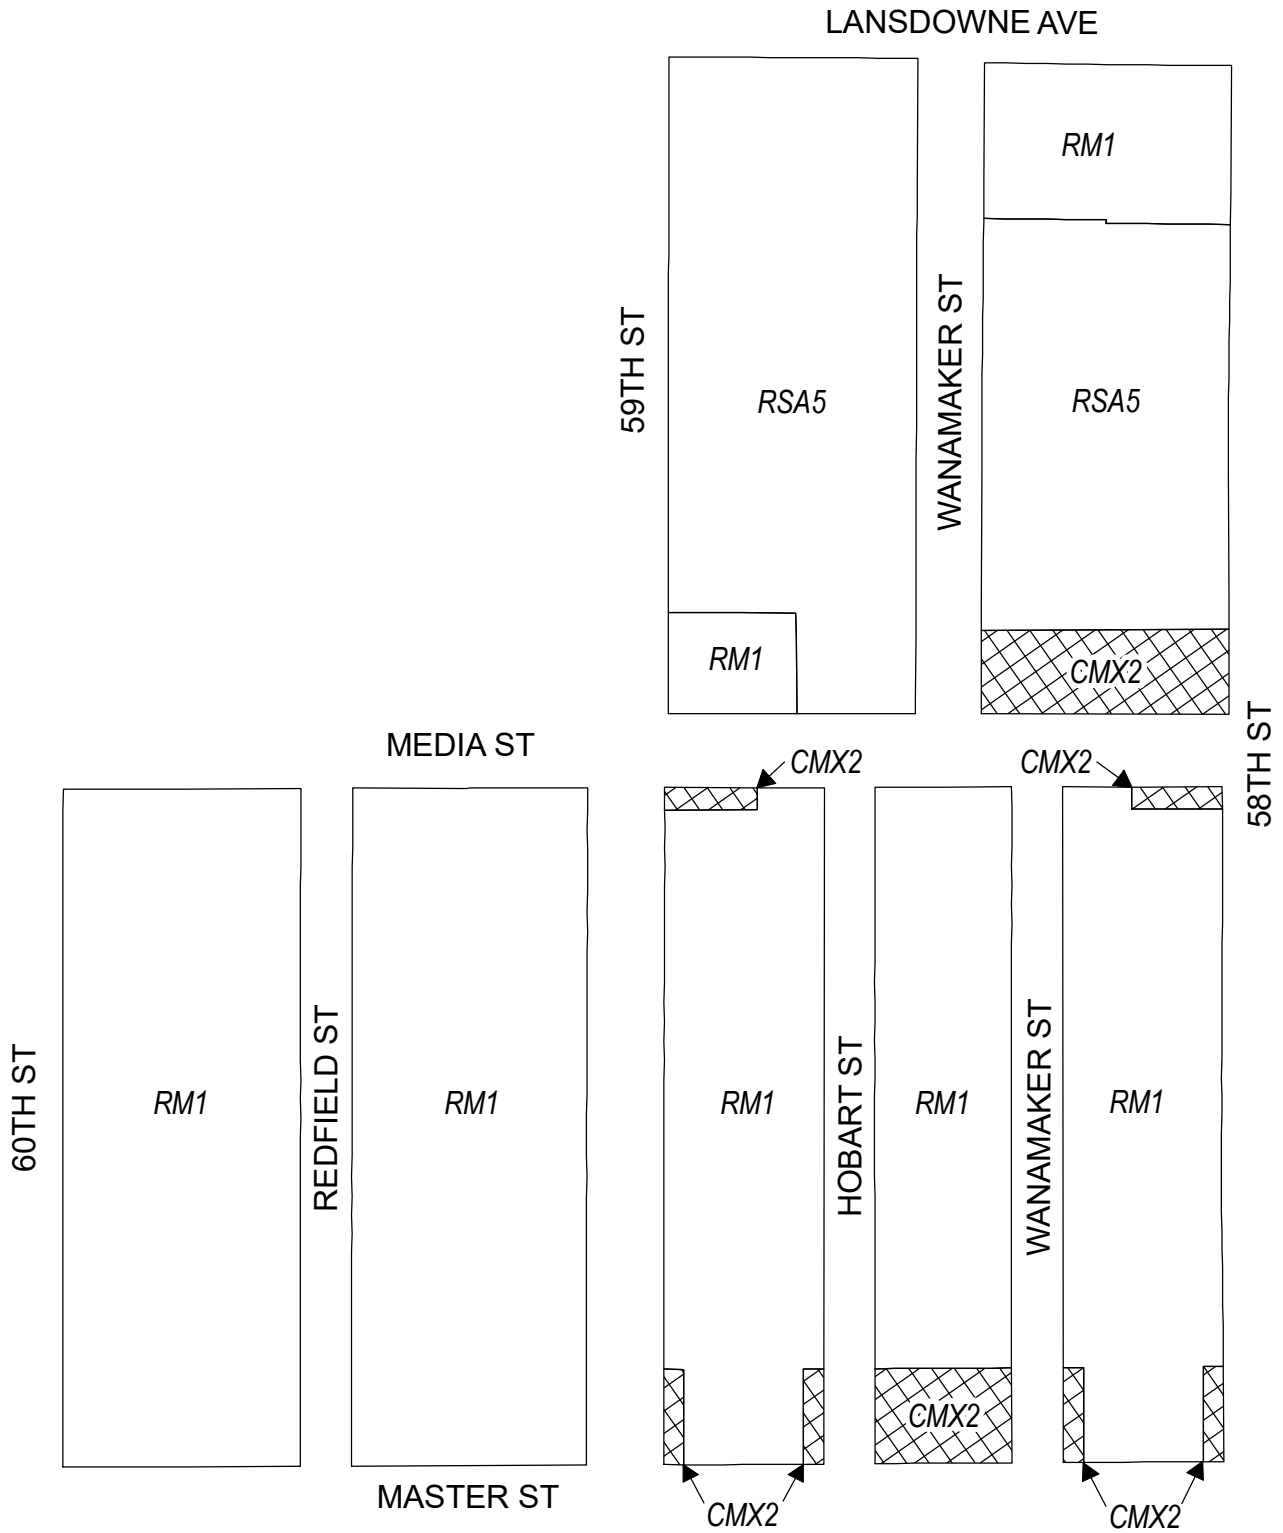 LANSDOWNE AVE
RM1
59TH ST
WANAMAKER ST
RSA5
RSA5
RM1
CMX2
MEDIA ST
CMX2
CMX2
58TH ST
60TH ST
RM1
REDFIELD ST
RM1
RM1
HOBART ST
RM1
WANAMAKER ST
RM1
CMX2
MASTER ST
CMX2
CMX2